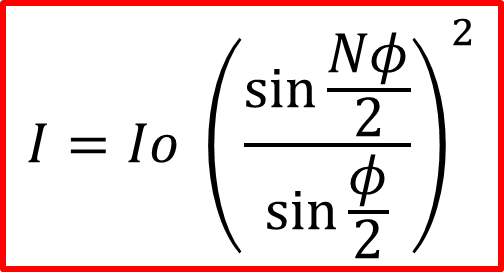 I = Io ( sin Nϕ/2 / sin ϕ/2 )²